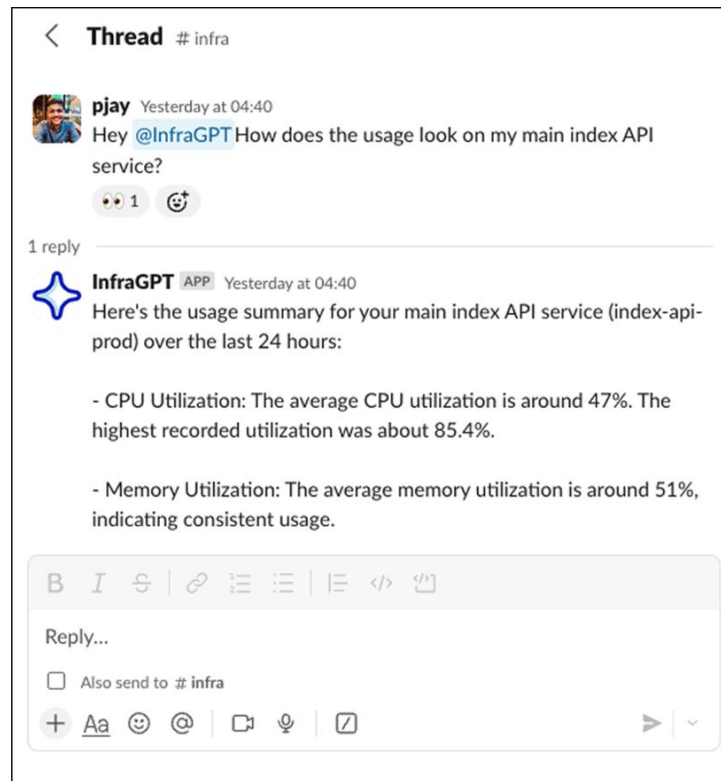 Thread # infra
pjay Yesterday at 04:40
Hey @InfraGPT How does the usage look on my main index API
service?
1
1 reply
InfraGPT APP Yesterday at 04:40
Here's the usage summary for your main index API service (index-api-
prod) over the last 24 hours:
- CPU Utilization: The average CPU utilization is around 47%. The
highest recorded utilization was about 85.4%.
- Memory Utilization: The average memory utilization is around 51%,
indicating consistent usage.
B I S
Reply...
Also send to # infra
Aa